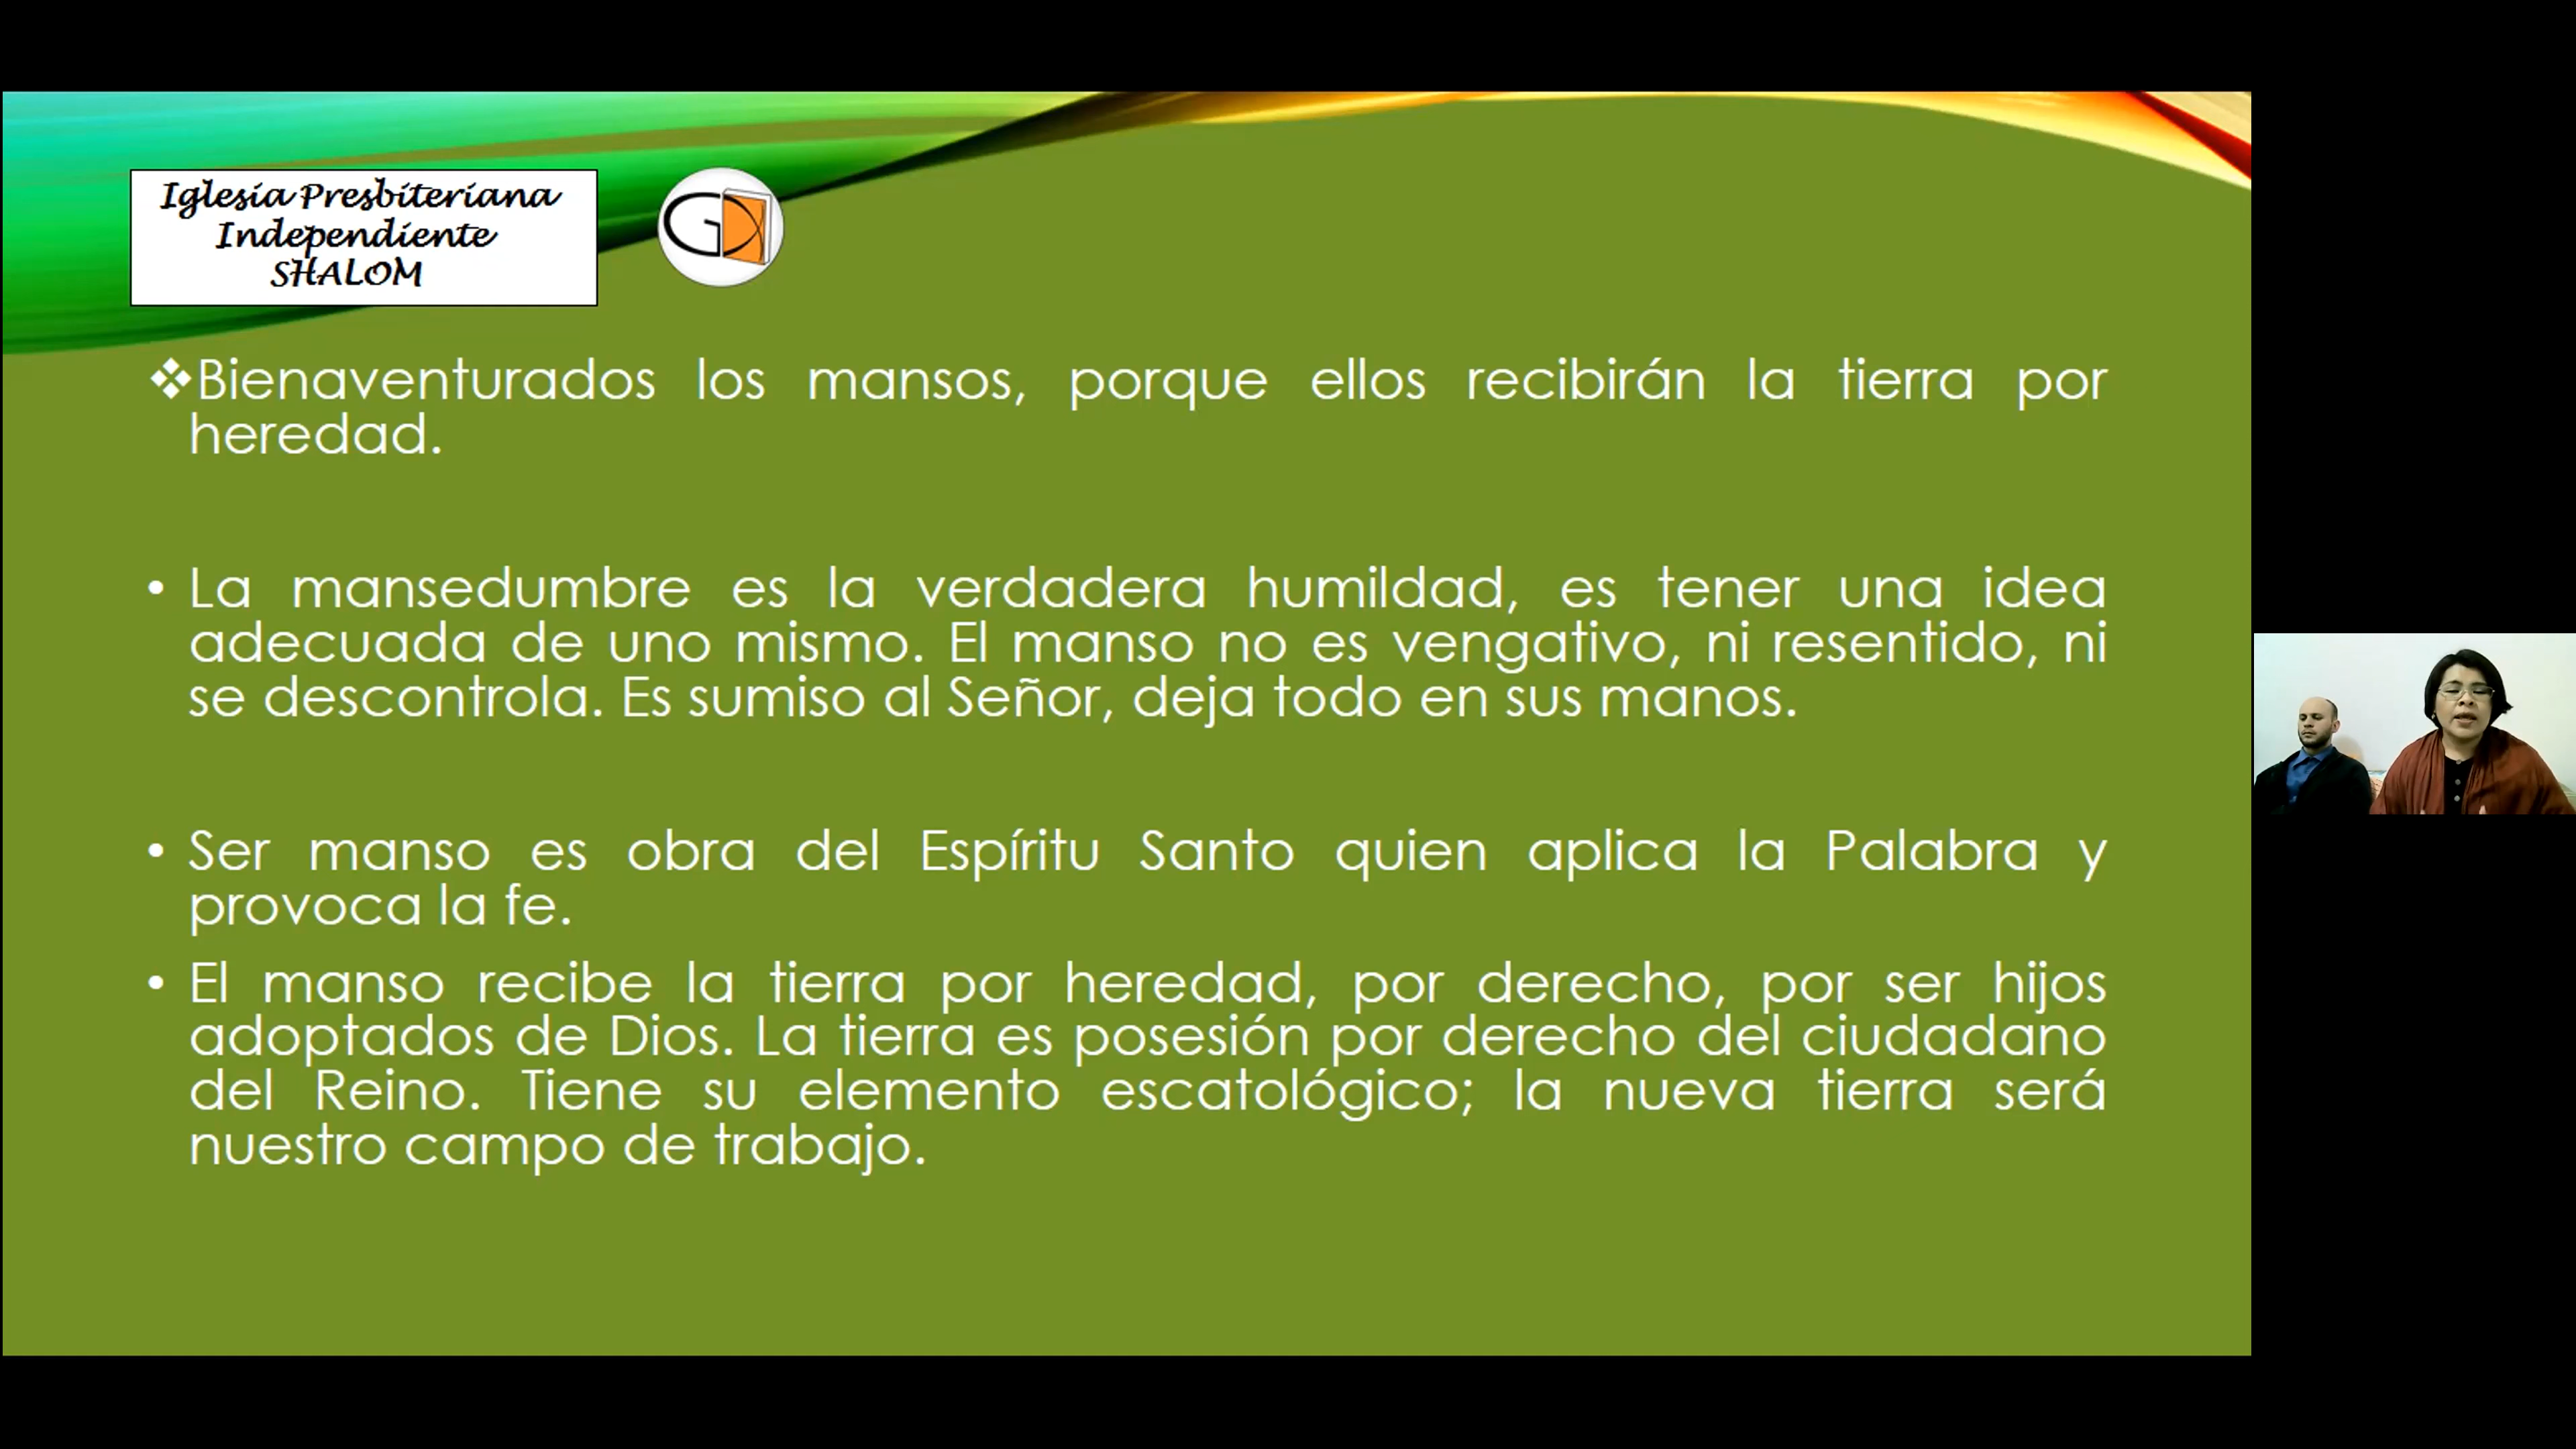 Iglesia Presbiteriana
Independiente
SHALOM
❖Bienaventurados los mansos, porque ellos recibirán la tierra por
heredad.
• La mansedumbre es la verdadera humildad, es tener una idea
adecuada de uno mismo. El manso no es vengativo, ni resentido, ni
se descontrola. Es sumiso al Señor, deja todo en sus manos.
• Ser manso es obra del Espíritu Santo quien aplica la Palabra y
provoca la fe.
• El manso recibe la tierra por heredad, por derecho, por ser hijos
adoptados de Dios. La tierra es posesión por derecho del ciudadano
del Reino. Tiene su elemento escatológico; la nueva tierra será
nuestro campo de trabajo.